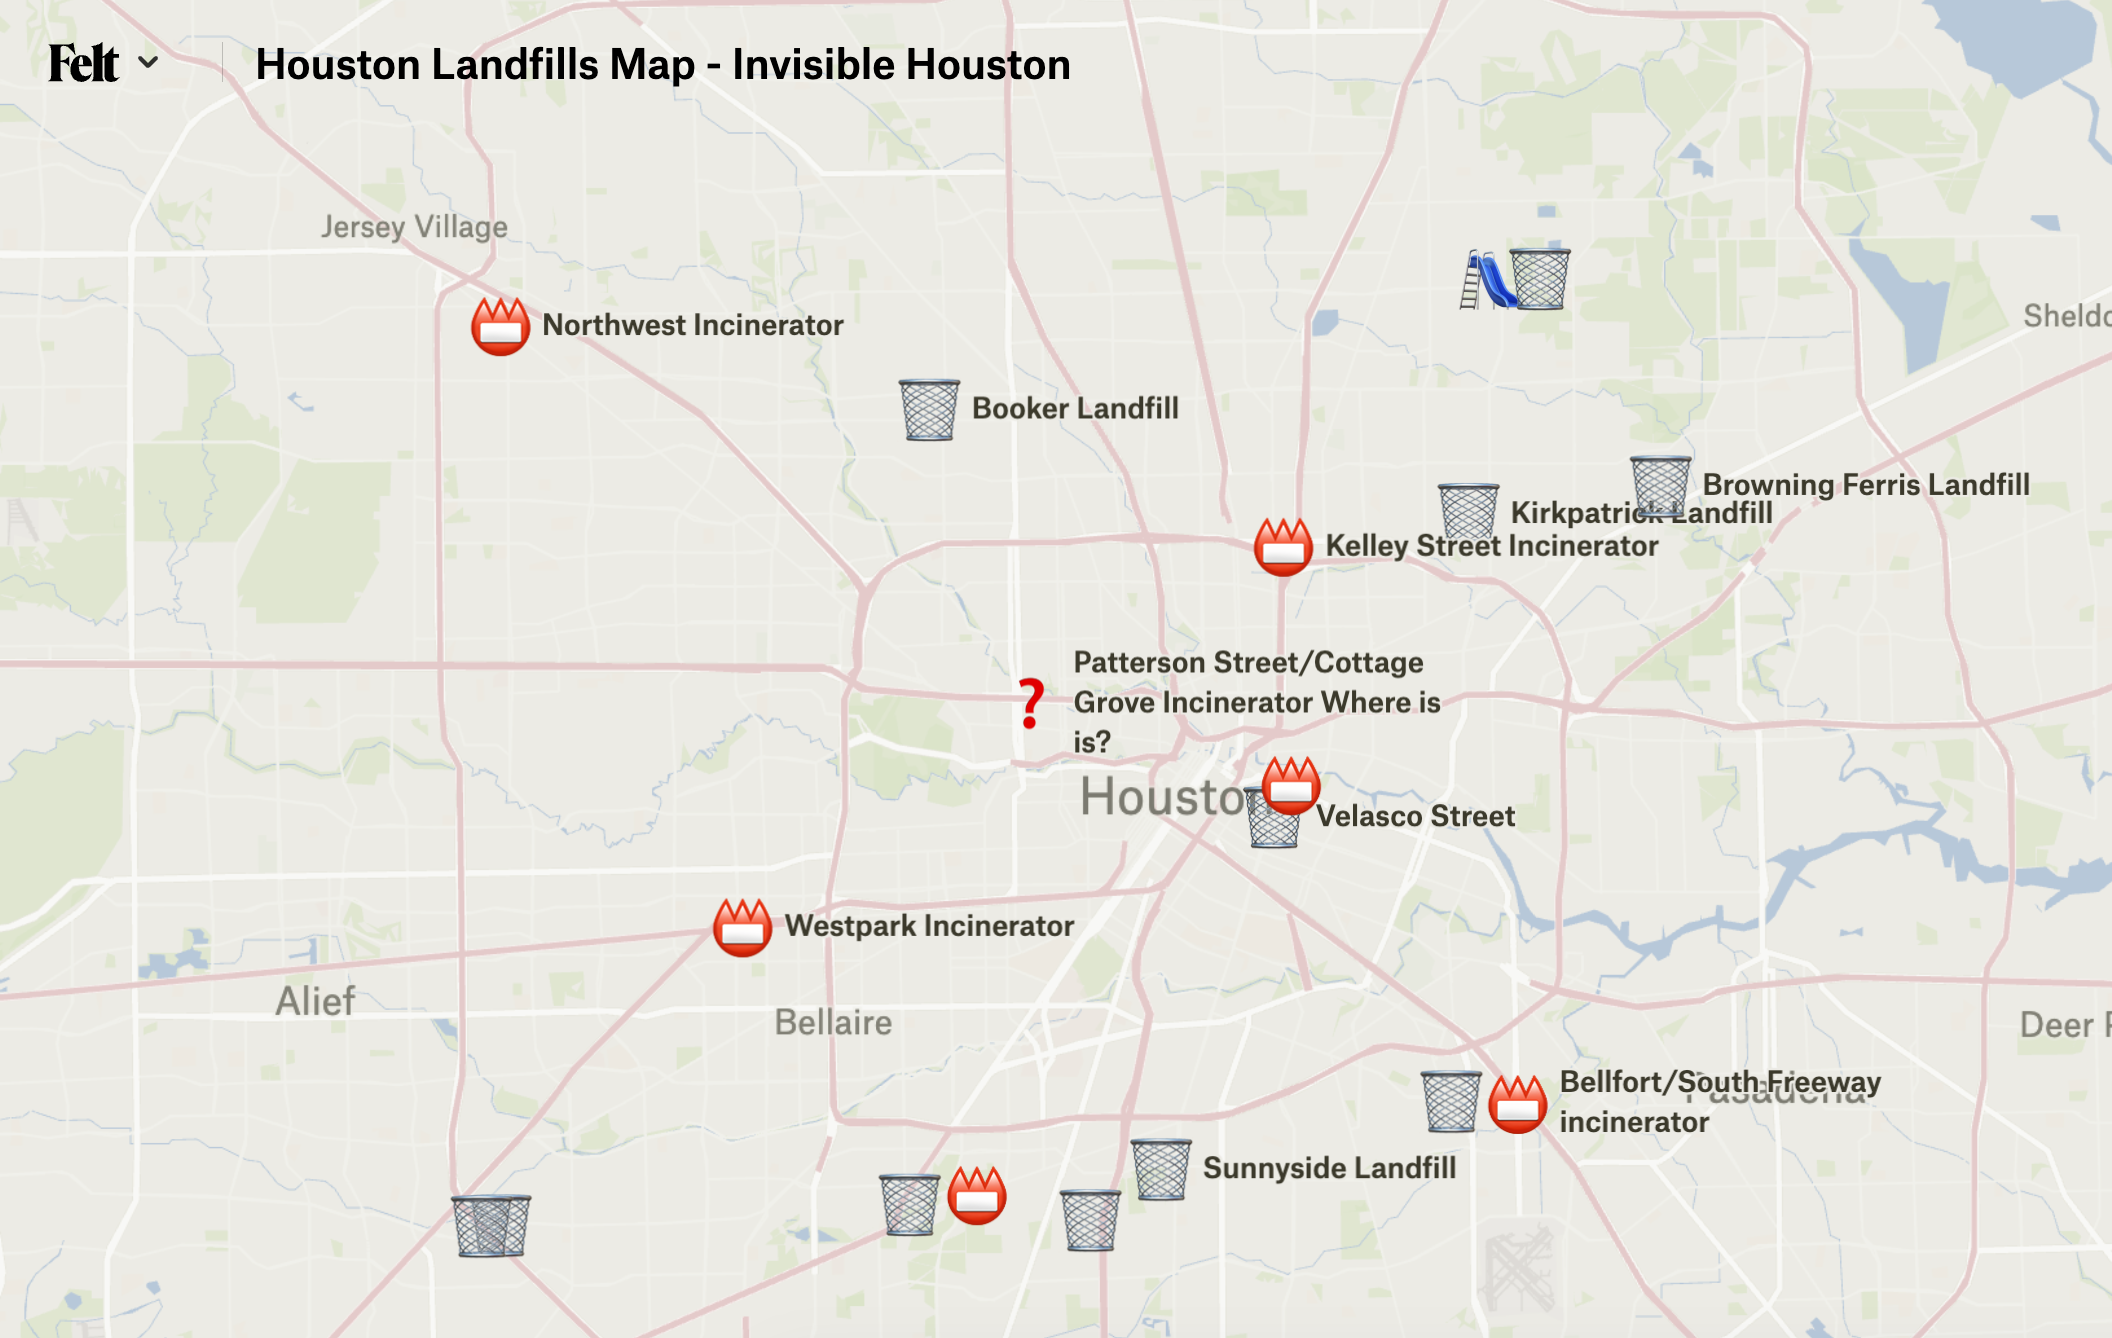 Felt
Houston Landfills Map - Invisible Houston
Jersey Village
Northwest Incinerator
Booker Landfill
Browning Ferris Landfill
Kirkpatrick Landfill
Kelley Street Incinerator
Patterson Street/Cottage
Grove Incinerator Where is
is?
Velasco Street
Westpark Incinerator
Alief
Bellaire
Bellfort/South Freeway
incinerator
Pasadena
Sunnyside Landfill
Deer